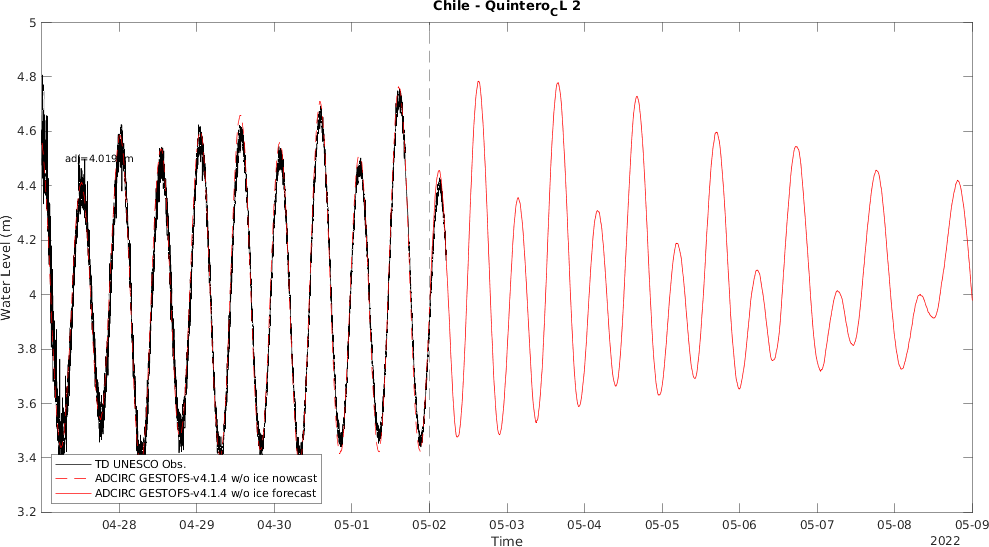 Chile - Quintero_CL 2
5
4.8
4.6
4.4
4.2
4
3.8
3.6
3.4
3.2
Water Level (m)
adj=4.019 m
TD UNESCO Obs.
ADCIRC GESTOFS-v4.1.4 w/o ice nowcast
ADCIRC GESTOFS-v4.1.4 w/o ice forecast
04-28 04-29 04-30 05-01 05-02 05-03 05-04 05-05 05-06 05-07 05-08 05-09
Time
2022